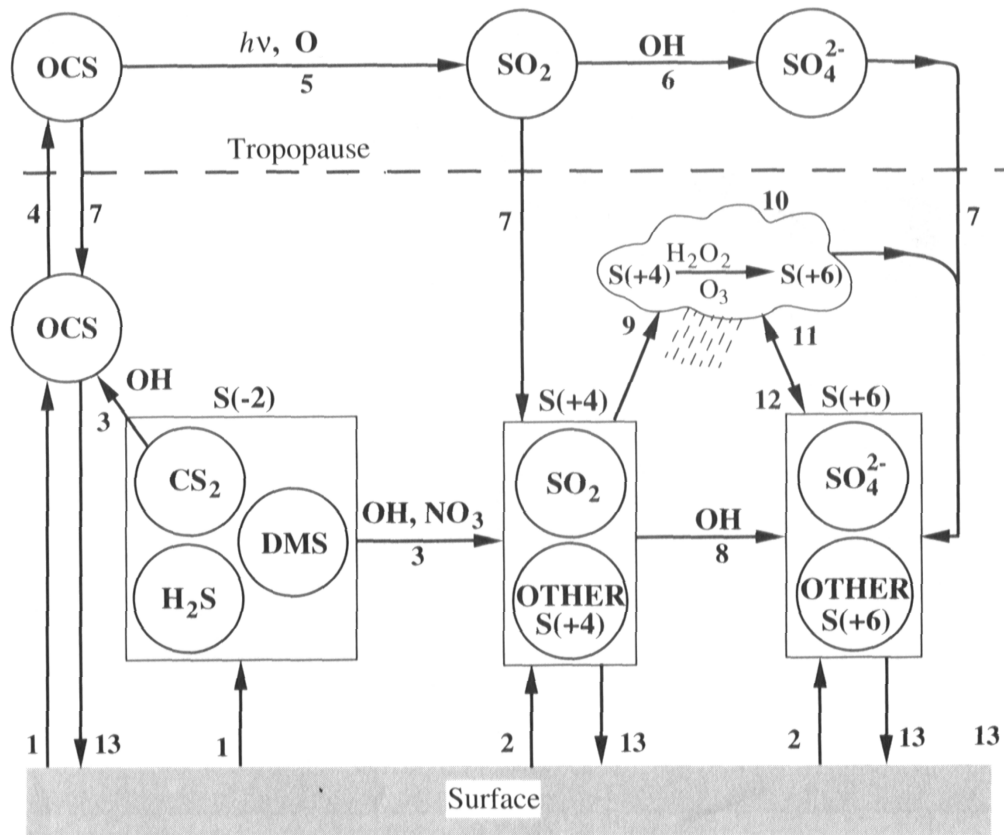 OCS
hν, O
5
SO₂
OH
6
SO₄²⁻
Tropopause
4
7
7
10
7
H₂O₂
S(+4)
S(+6)
O₃
OCS
9
11
OH
3
S(-2)
S(+4)
12
S(+6)
CS₂
SO₂
SO₄²⁻
DMS
OH, NO₃
3
OH
8
H₂S
OTHER
S(+4)
OTHER
S(+6)
1
13
1
2
13
2
13
13
Surface